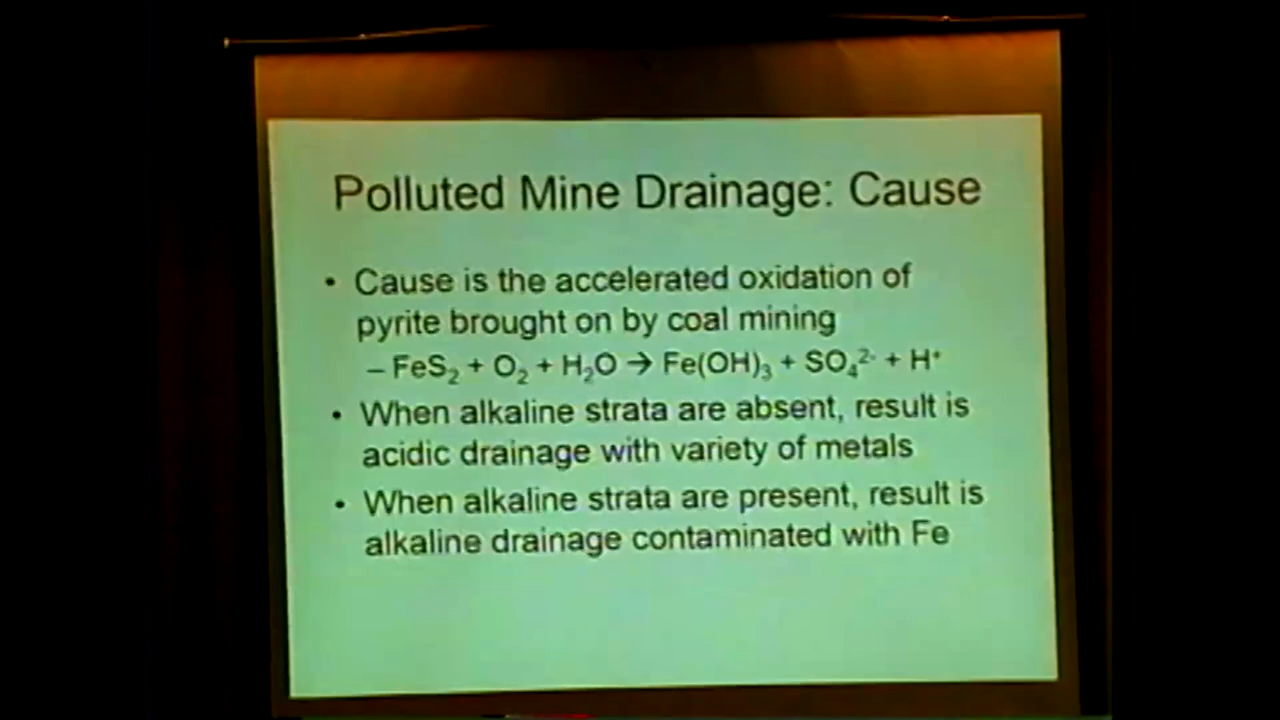 Polluted Mine Drainage: Cause
• Cause is the accelerated oxidation of
pyrite brought on by coal mining
– FeS₂ + O₂ + H₂O → Fe(OH)₃ + SO₄²⁻ + H⁺
• When alkaline strata are absent, result is
acidic drainage with variety of metals
• When alkaline strata are present, result is
alkaline drainage contaminated with Fe